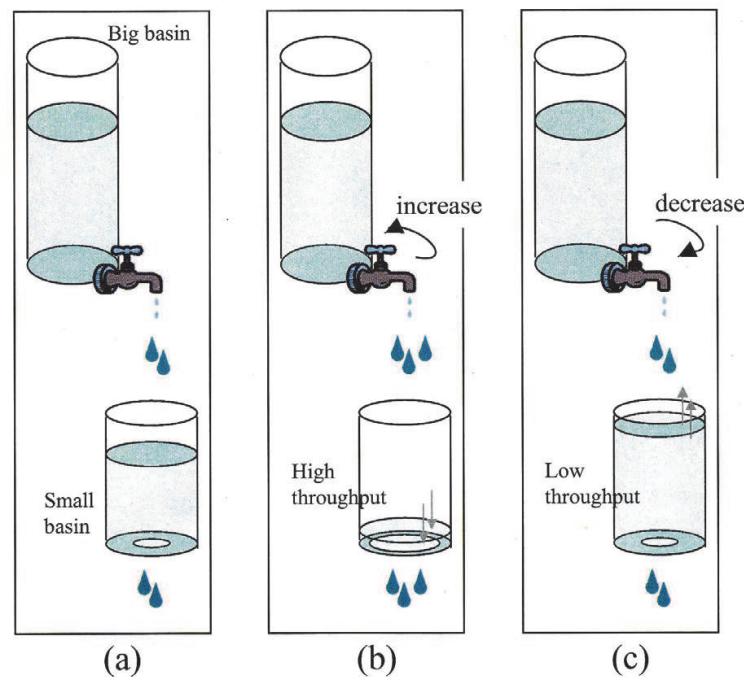 Big basin
increase
decrease
Small
basin
High
throughput
Low
throughput
(a)
(b)
(c)